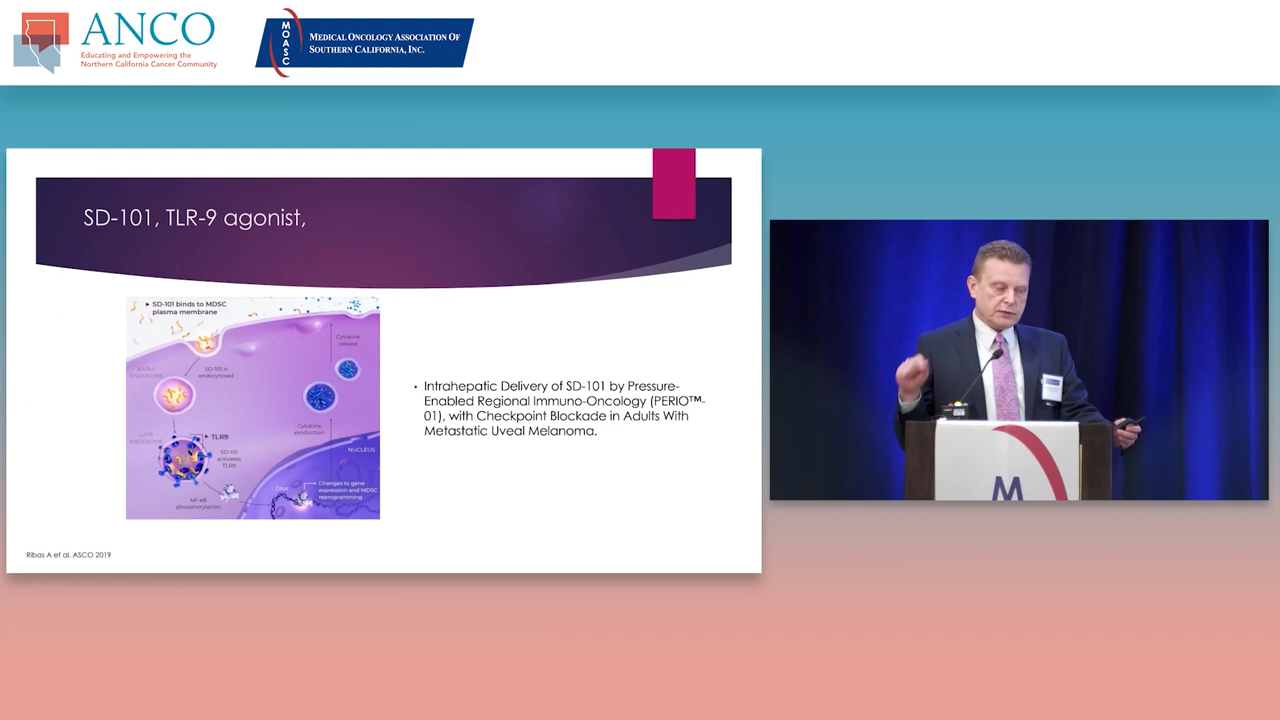 ANCO
Educating and Empowering the
Northern California Cancer Community
MOASC
MEDICAL ONCOLOGY ASSOCIATION OF
SOUTHERN CALIFORNIA, INC.
SD-101, TLR-9 agonist,
▸ SD-101 binds to MDSC
plasma membrane
EARLY
ENDOSOME
SD-101 is
endocytosed
Cytokine
release
LATE
ENDOSOME
▸ TLR9
SD-101
activates
TLR9
Cytokine
production
NUCLEUS
DNA
▸ Changes to gene
expression and MDSC
reprogramming
NF-κB
phosphorylation
• Intrahepatic Delivery of SD-101 by Pressure-
Enabled Regional Immuno-Oncology (PERIO™-
01), with Checkpoint Blockade in Adults With
Metastatic Uveal Melanoma.
Ribas A et al. ASCO 2019
M